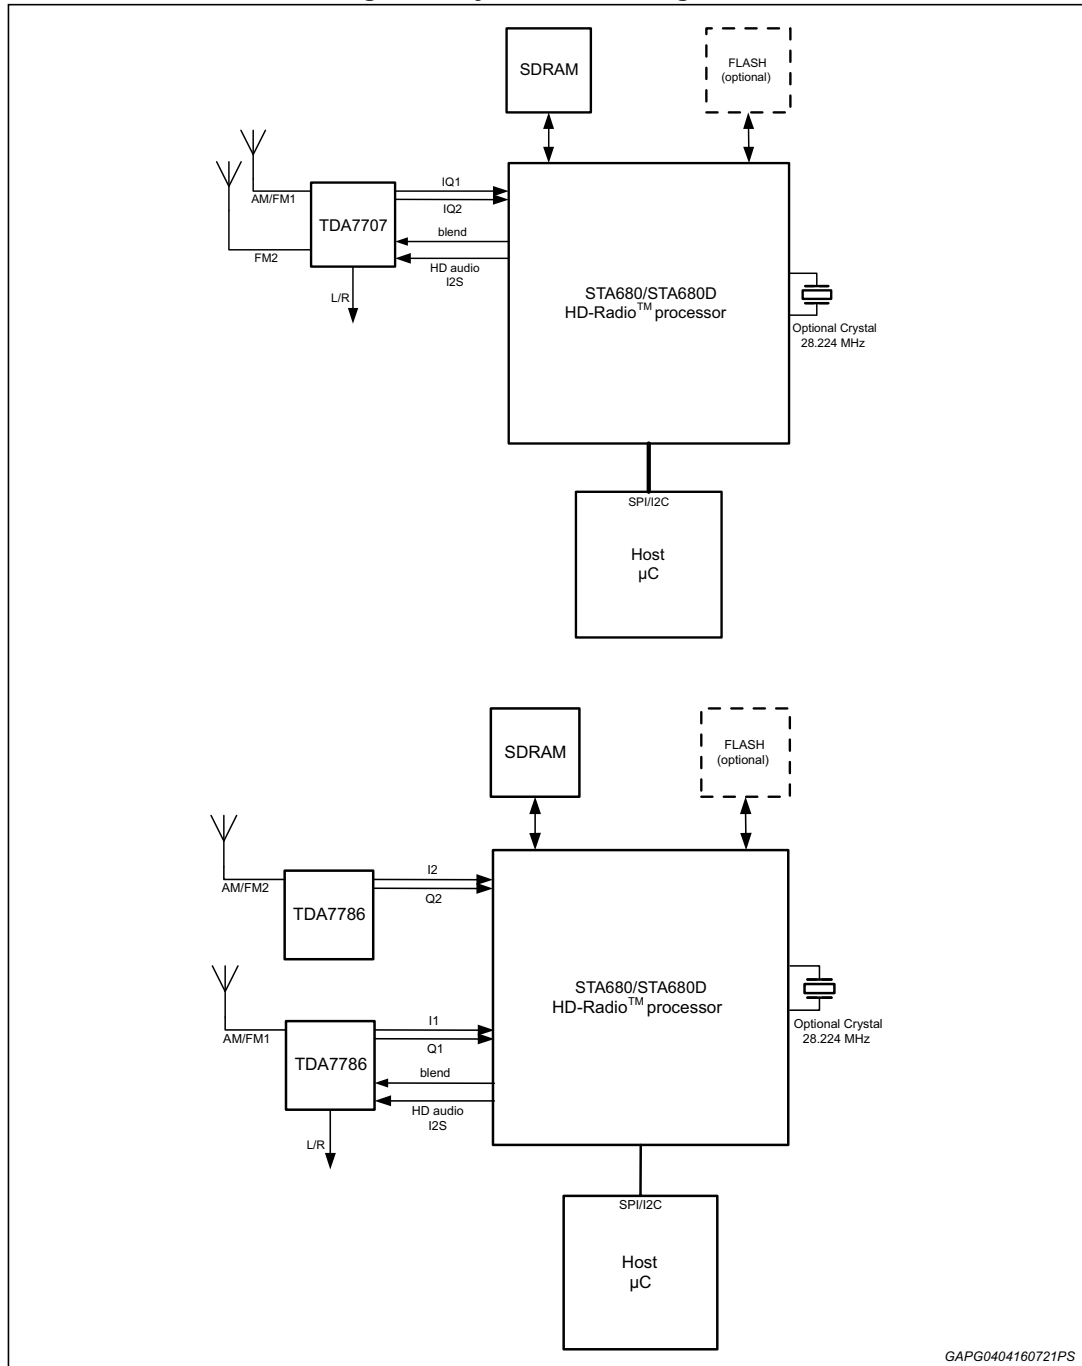 SDRAM
FLASH
(optional)
AM/FM1
FM2
TDA7707
IQ1
IQ2
blend
HD audio
I2S
L/R
STA680/STA680D
HD-Radio™ processor
Optional Crystal
28.224 MHz
SPI/I2C
Host
µC
SDRAM
FLASH
(optional)
AM/FM2
TDA7786
I2
Q2
AM/FM1
TDA7786
I1
Q1
blend
HD audio
I2S
L/R
STA680/STA680D
HD-Radio™ processor
Optional Crystal
28.224 MHz
SPI/I2C
Host
µC
GAPG0404160721PS